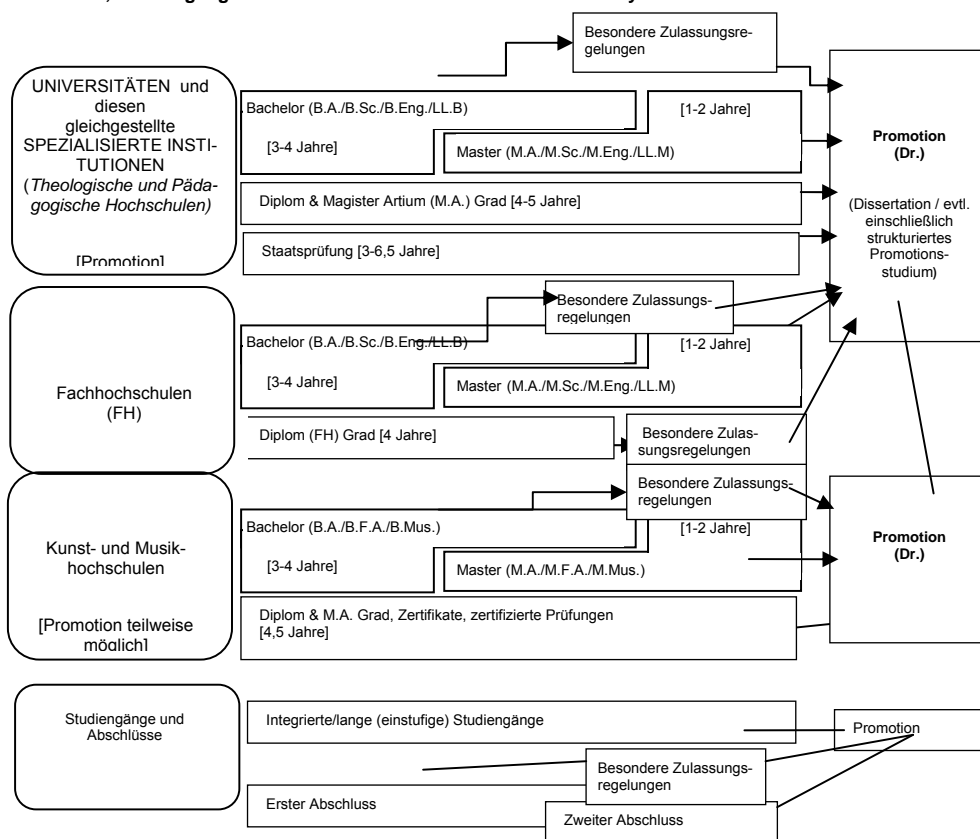 Besondere Zulassungsre-
gelungen
UNIVERSITÄTEN und
diesen
gleichgestellte
SPEZIALISIERTE INSTI-
TUTIONEN
(Theologische und Päda-
gogische Hochschulen)
[Promotion]
Bachelor (B.A./B.Sc./B.Eng./LL.B)
[1-2 Jahre]
[3-4 Jahre]
Master (M.A./M.Sc./M.Eng./LL.M)
Diplom & Magister Artium (M.A.) Grad [4-5 Jahre]
Staatsprüfung [3-6,5 Jahre]
Promotion
(Dr.)
(Dissertation / evtl.
einschließlich
strukturiertes
Promotions-
studium)
Besondere Zulassungs-
regelungen
Fachhochschulen
(FH)
Bachelor (B.A./B.Sc./B.Eng./LL.B)
[1-2 Jahre]
[3-4 Jahre]
Master (M.A./M.Sc./M.Eng./LL.M)
Diplom (FH) Grad [4 Jahre]
Besondere Zulas-
sungsregelungen
Besondere Zulassungs-
regelungen
Kunst- und Musik-
hochschulen
[Promotion teilweise
möglich]
Bachelor (B.A./B.F.A./B.Mus.)
[1-2 Jahre]
[3-4 Jahre]
Master (M.A./M.F.A./M.Mus.)
Diplom & M.A. Grad, Zertifikate, zertifizierte Prüfungen
[4,5 Jahre]
Promotion
(Dr.)
Studiengänge und
Abschlüsse
Integrierte/lange (einstufige) Studiengänge
Promotion
Besondere Zulassungs-
regelungen
Erster Abschluss
Zweiter Abschluss